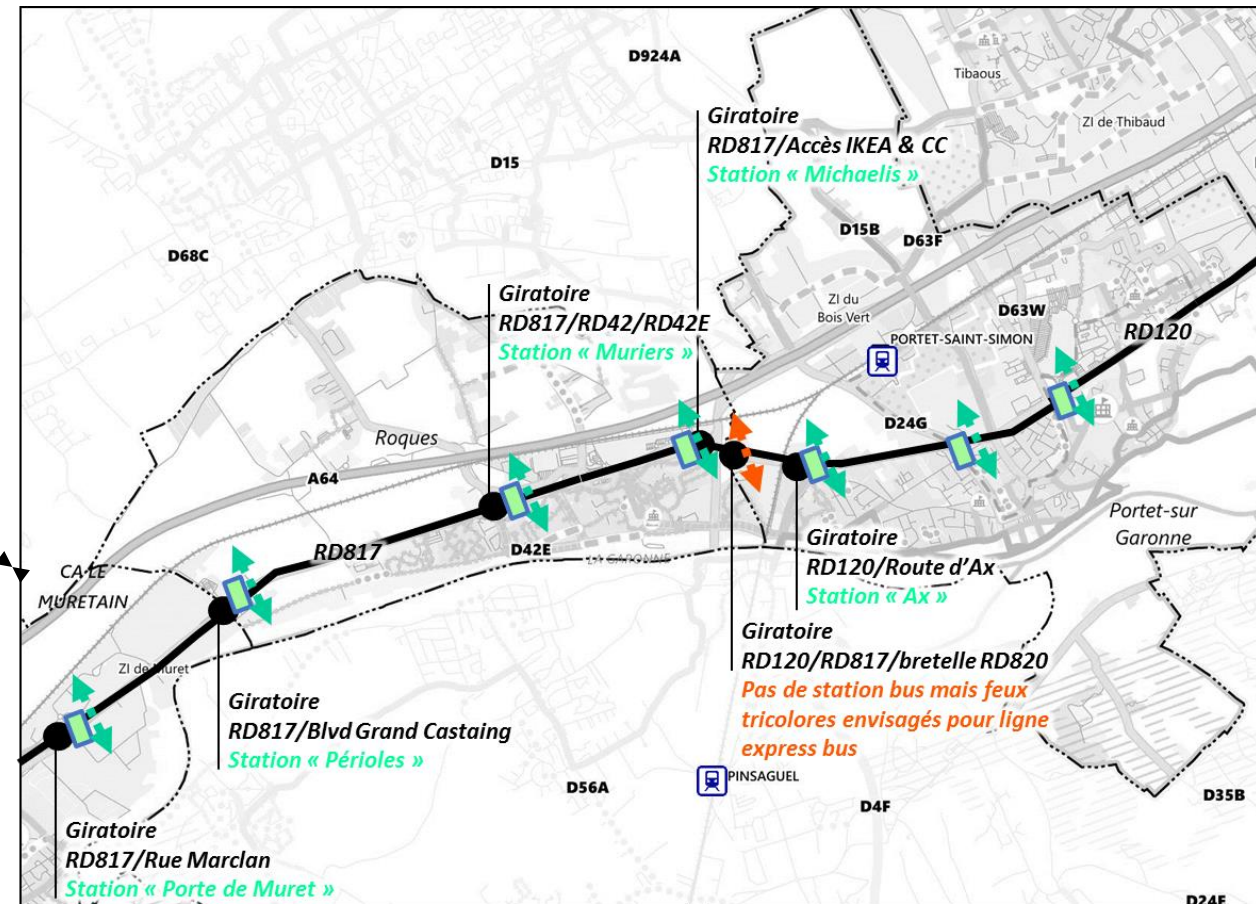 D924A
Tibaous
ZI de Thibaud
Giratoire
RD817/Accès IKEA & CC
Station « Michaelis »
D15
D15B
D63F
D68C
Giratoire
RD817/RD42/RD42E
Station « Muriers »
ZI du
Bois Vert
D63W
RD120
PORTET-SAINT-SIMON
D24G
Roques
A64
RD817
D42E
LA GARONNE
Portet-sur
Garonne
CA LE
MURETAIN
Giratoire
RD120/Route d'Ax
Station « Ax »
ZI de Muret
Giratoire
RD120/RD817/bretelle RD820
Pas de station bus mais feux
tricolores envisagés pour ligne
express bus
Giratoire
RD817/Blvd Grand Castaing
Station « Périoles »
PINSAGUEL
D56A
D4F
D35B
Giratoire
RD817/Rue Marclan
Station « Porte de Muret »